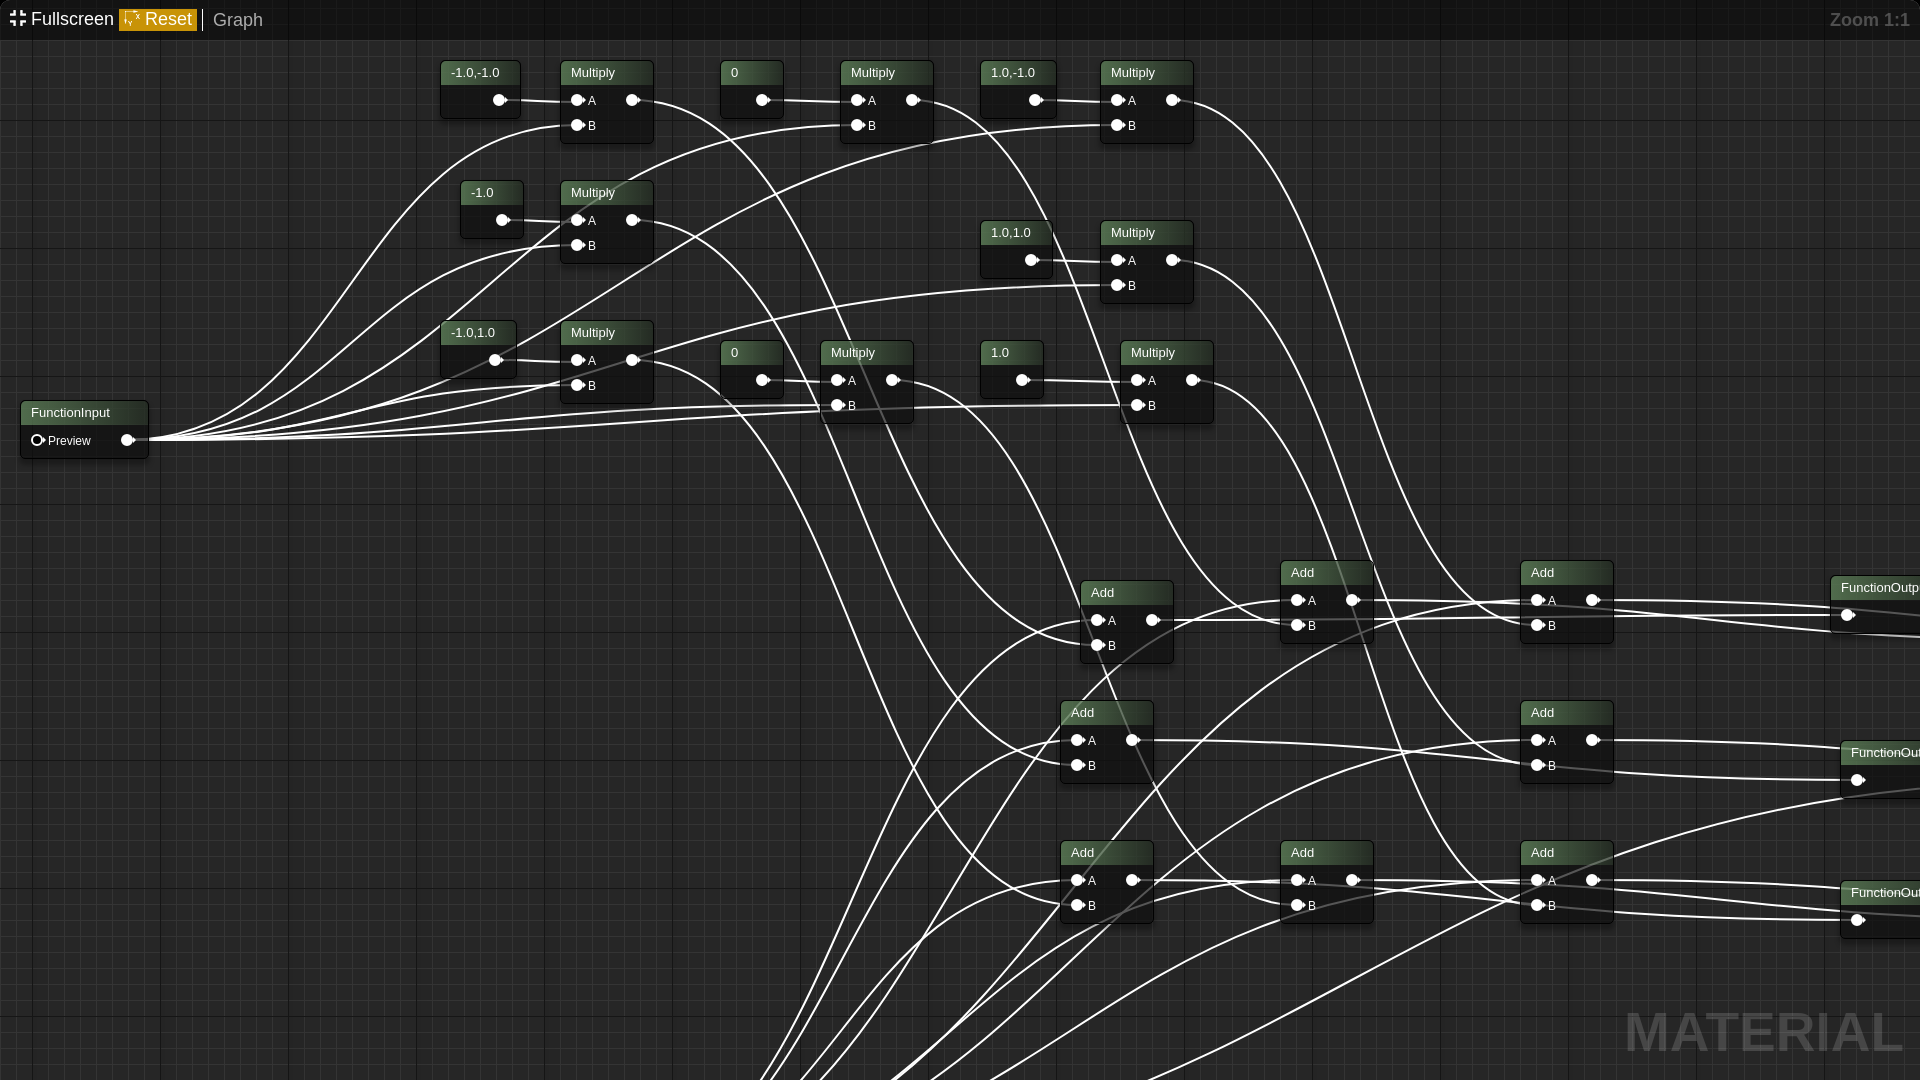 Fullscreen Reset Graph Zoom 1:1
-1.0,-1.0 Multiply 0 Multiply 1.0,-1.0 Multiply
A A A
B B B
-1.0 Multiply
A
B
1.0,1.0 Multiply
A
B
-1.0,1.0 Multiply
A
B
0 Multiply 1.0 Multiply
A A
B B
FunctionInput
Preview
Add Add
A A
B B
Add FunctionOutp
A
B
Add Add
A A
B B
FunctionOut
Add Add Add
A A A
B B B
FunctionOut
MATERIAL